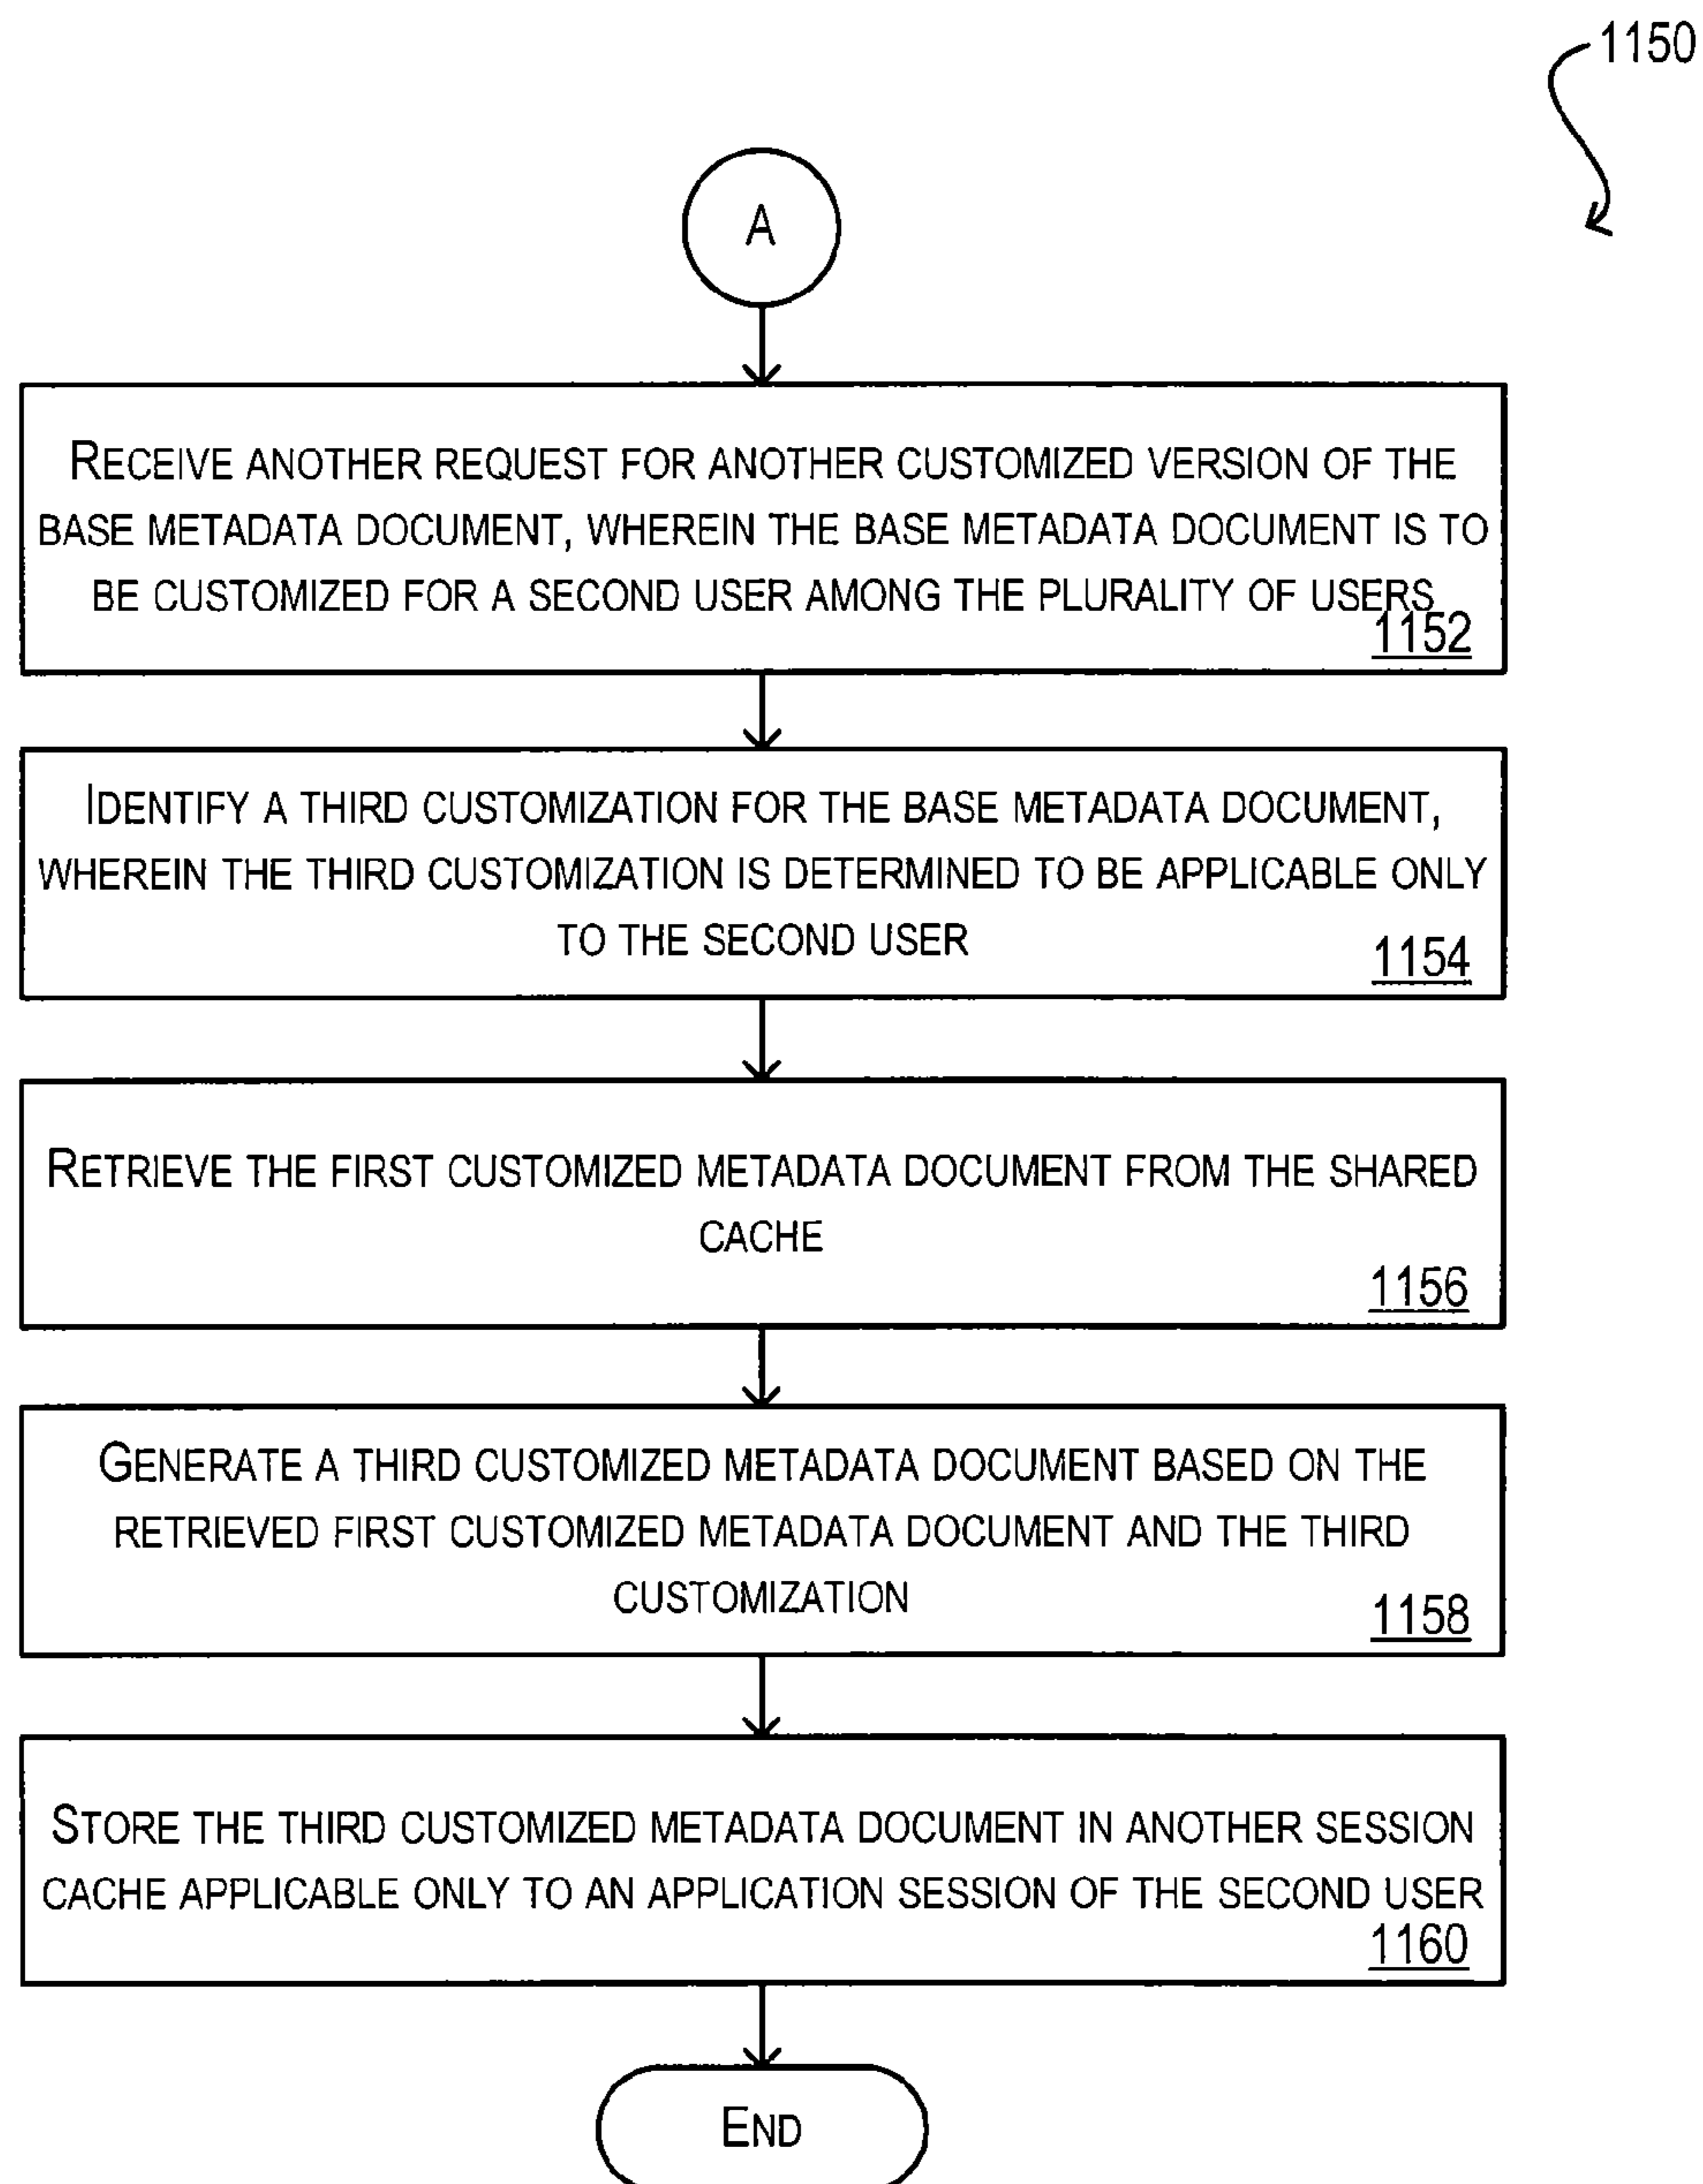 1150
A
RECEIVE ANOTHER REQUEST FOR ANOTHER CUSTOMIZED VERSION OF THE
BASE METADATA DOCUMENT, WHEREIN THE BASE METADATA DOCUMENT IS TO
BE CUSTOMIZED FOR A SECOND USER AMONG THE PLURALITY OF USERS
1152
IDENTIFY A THIRD CUSTOMIZATION FOR THE BASE METADATA DOCUMENT,
WHEREIN THE THIRD CUSTOMIZATION IS DETERMINED TO BE APPLICABLE ONLY
TO THE SECOND USER
1154
RETRIEVE THE FIRST CUSTOMIZED METADATA DOCUMENT FROM THE SHARED
CACHE
1156
GENERATE A THIRD CUSTOMIZED METADATA DOCUMENT BASED ON THE
RETRIEVED FIRST CUSTOMIZED METADATA DOCUMENT AND THE THIRD
CUSTOMIZATION
1158
STORE THE THIRD CUSTOMIZED METADATA DOCUMENT IN ANOTHER SESSION
CACHE APPLICABLE ONLY TO AN APPLICATION SESSION OF THE SECOND USER
1160
END